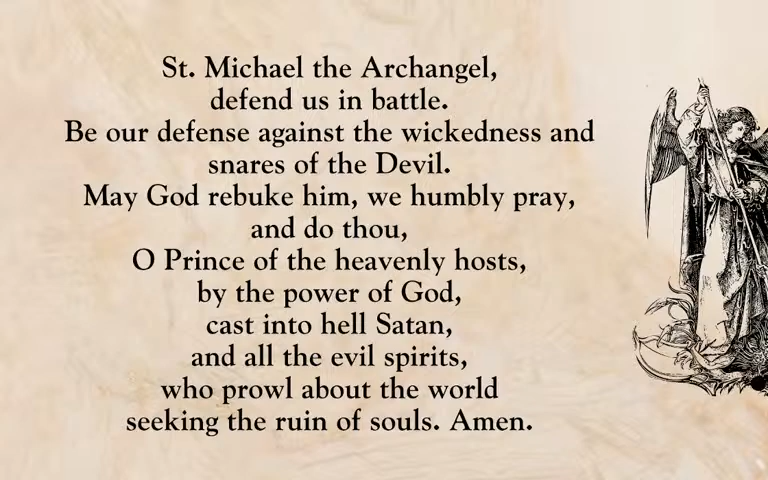 St. Michael the Archangel,
defend us in battle.
Be our defense against the wickedness and
snares of the Devil.
May God rebuke him, we humbly pray,
and do thou,
O Prince of the heavenly hosts,
by the power of God,
cast into hell Satan,
and all the evil spirits,
who prowl about the world
seeking the ruin of souls. Amen.